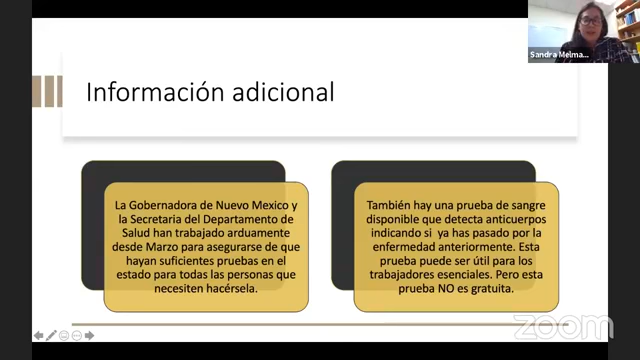 Sandra Melma...
Información adicional
La Gobernadora de Nuevo Mexico y
la Secretaria del Departamento de
Salud han trabajado arduamente
desde Marzo para asegurarse de que
hayan suficientes pruebas en el
estado para todas las personas que
necesiten hacérsela.
También hay una prueba de sangre
disponible que detecta anticuerpos
indicando si ya has pasado por la
enfermedad anteriormente. Esta
prueba puede ser útil para los
trabajadores esenciales. Pero esta
prueba NO es gratuita.
zoom